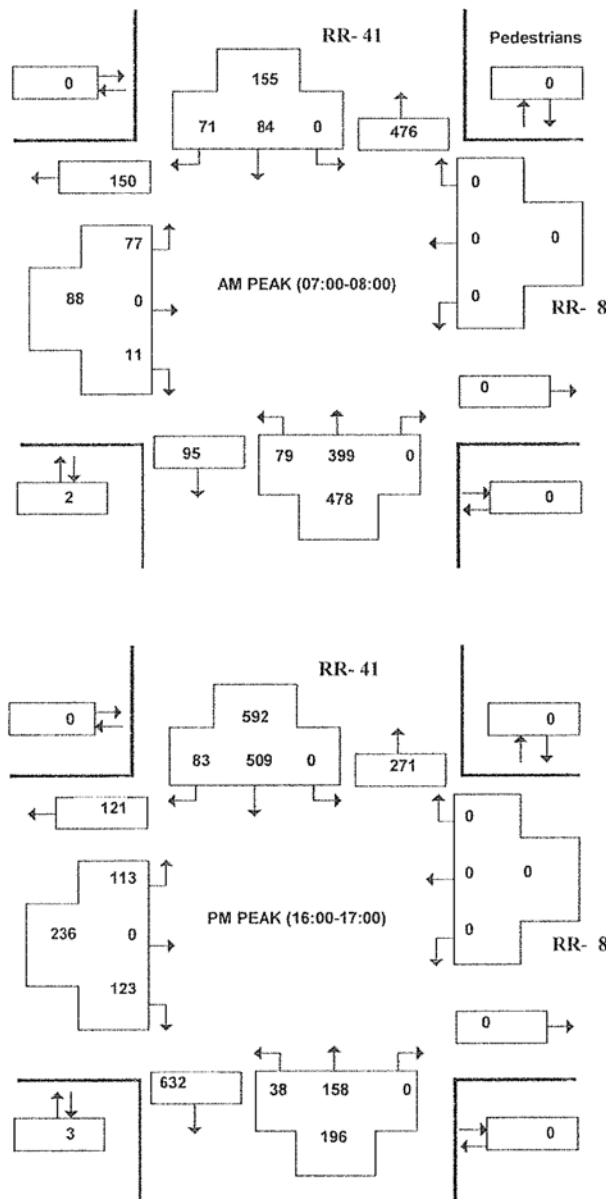 RR- 41
Pedestrians
0
155
0
71 84 0
476
150
0
77
0 0
AM PEAK (07:00-08:00)
88 0
0
RR- 8
11
0
95
79 399 0
2
478
0
RR- 41
0
592
0
83 509 0
271
121
0
113
0 0
PM PEAK (16:00-17:00)
236 0
0
RR- 8
123
0
632
38 158 0
3
196
0